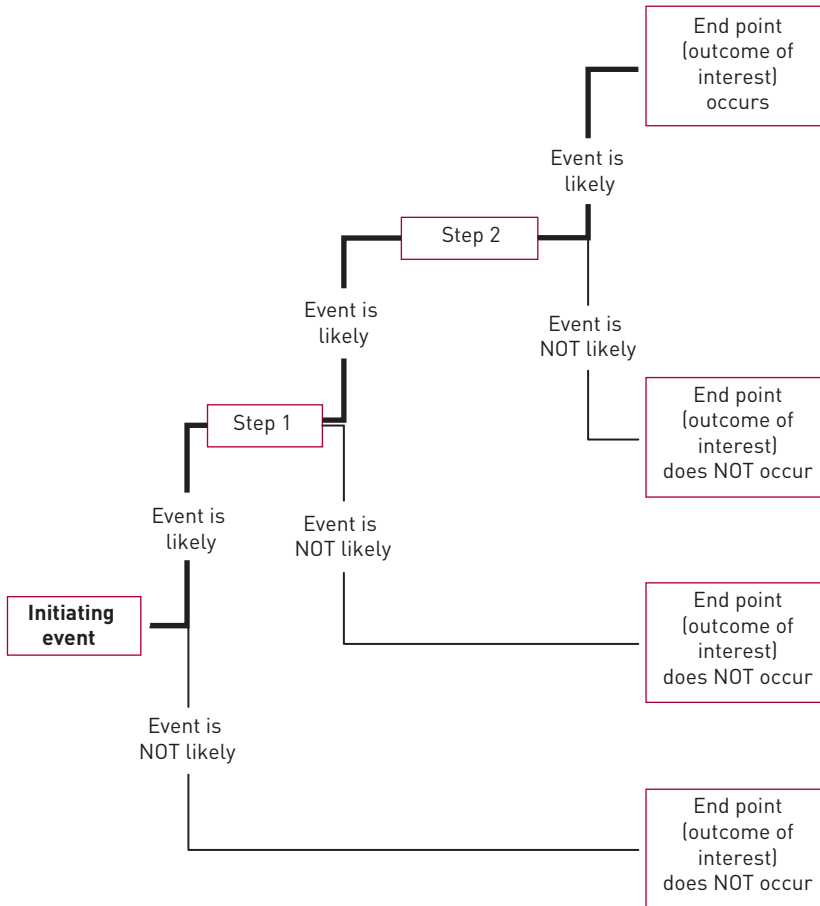 End point
(outcome of
interest)
occurs
Event is
likely
Step 2
Event is
likely
Event is
NOT likely
Step 1
End point
(outcome of
interest)
does NOT occur
Event is
likely
Event is
NOT likely
Initiating
event
End point
(outcome of
interest)
does NOT occur
Event is
NOT likely
End point
(outcome of
interest)
does NOT occur